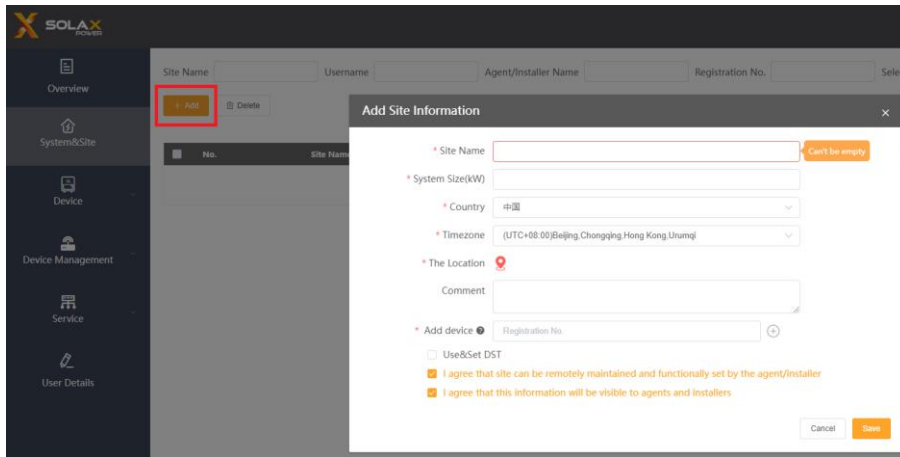 SOLAX
POWER
Overview
System&Site
Device
Device Management
Service
User Details
Site Name Username Agent/Installer Name Registration No. Sele
+ Add Delete
No. Site Name
Add Site Information ×
* Site Name Can't be empty
* System Size(kW)
* Country 中国
* Timezone (UTC+08:00)Beijing,Chongqing,Hong Kong,Urumqi
* The Location
Comment
* Add device Registration No.
Use&Set DST
I agree that site can be remotely maintained and functionally set by the agent/installer
I agree that this information will be visible to agents and installers
Cancel Save